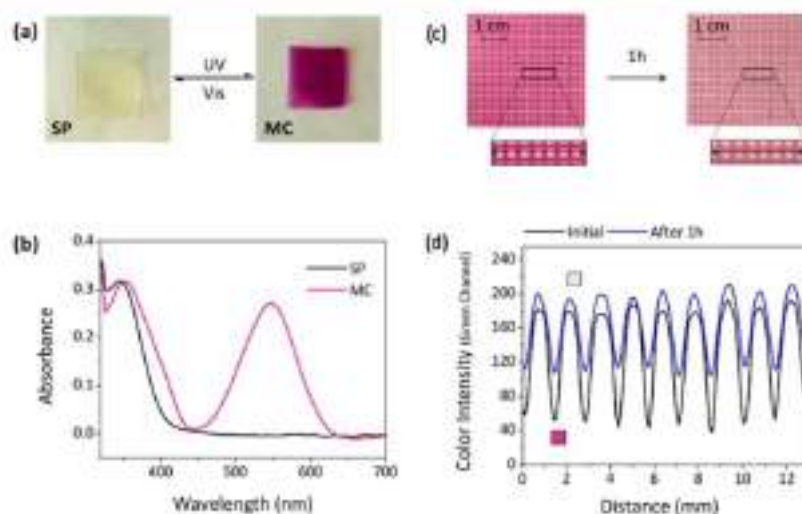 (a)
UV
Vis
SP
MC
(c)
1 cm
1 cm
1h
(b)
0.4
0.3
0.2
0.1
0.0
Absorbance
SP
MC
400
500
600
700
Wavelength (nm)
(d)
Initial
After 1h
240
200
160
120
80
40
0
Color Intensity (Green Channel)
0
2
4
6
8
10
12
Distance (mm)